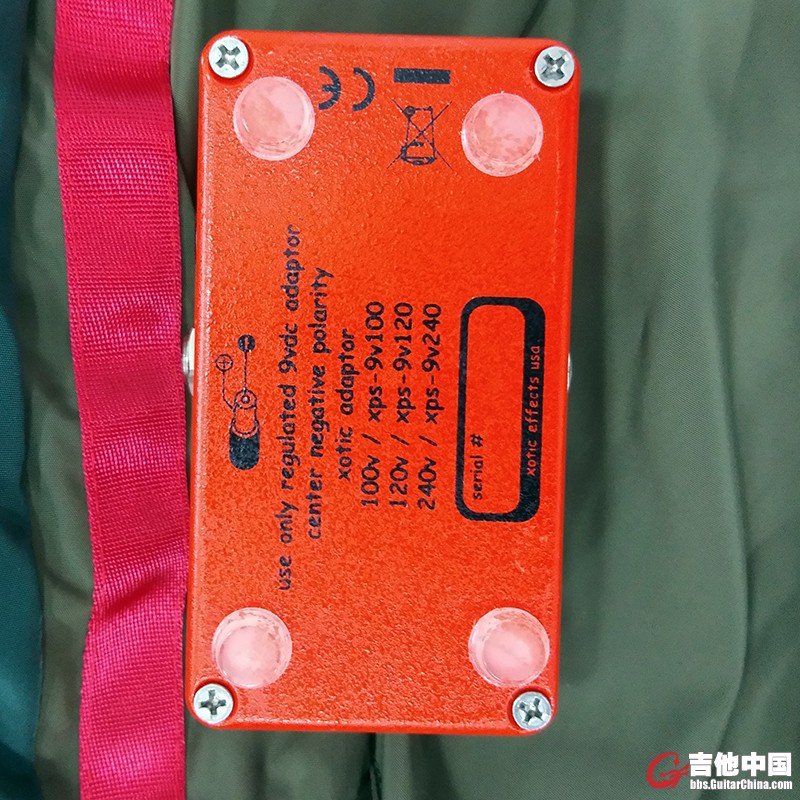 CE
use only regulated 9vdc adaptor
center negative polarity
xotic adaptor
100v / xps-9v100
120v / xps-9v120
240v / xps-9v240
serial #
xotic effects usa
吉他中国
bbs.GuitarChina.com